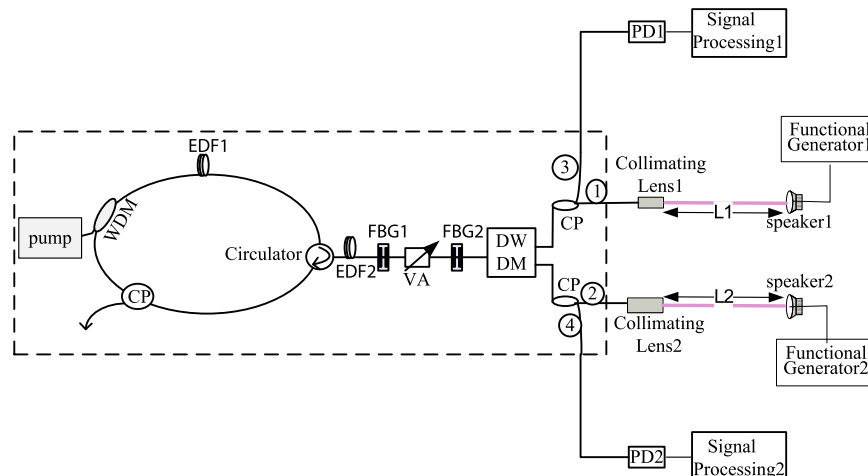 PD1
Signal
Processing1
Functional
Generator1
EDF1
3
Collimating
Lens1
1
WDM
CP
L1
speaker1
pump
Circulator
FBG1
FBG2
DW
DM
EDF2
VA
CP
CP
2
L2
speaker2
4
Collimating
Lens2
Functional
Generator2
PD2
Signal
Processing2